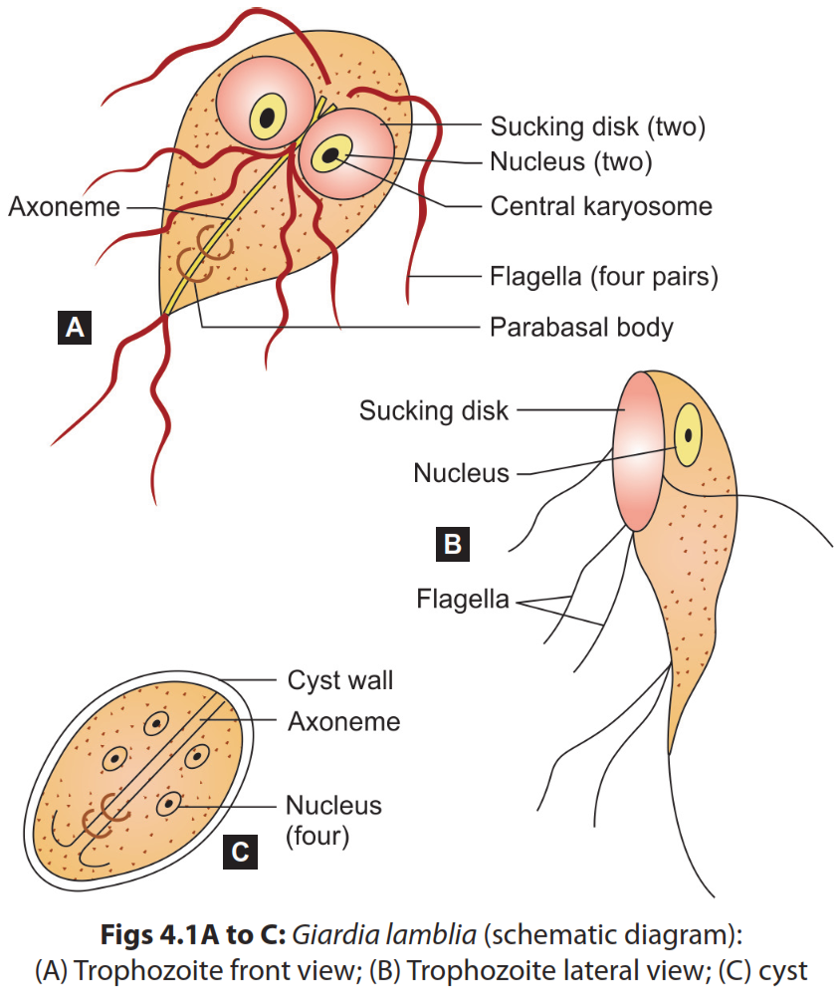 Sucking disk (two)
Nucleus (two)
Axoneme
Central karyosome
Flagella (four pairs)
A
Parabasal body
Sucking disk
Nucleus
B
Flagella
Cyst wall
Axoneme
Nucleus
(four)
C
Figs 4.1A to C: Giardia lamblia (schematic diagram):
(A) Trophozoite front view; (B) Trophozoite lateral view; (C) cyst